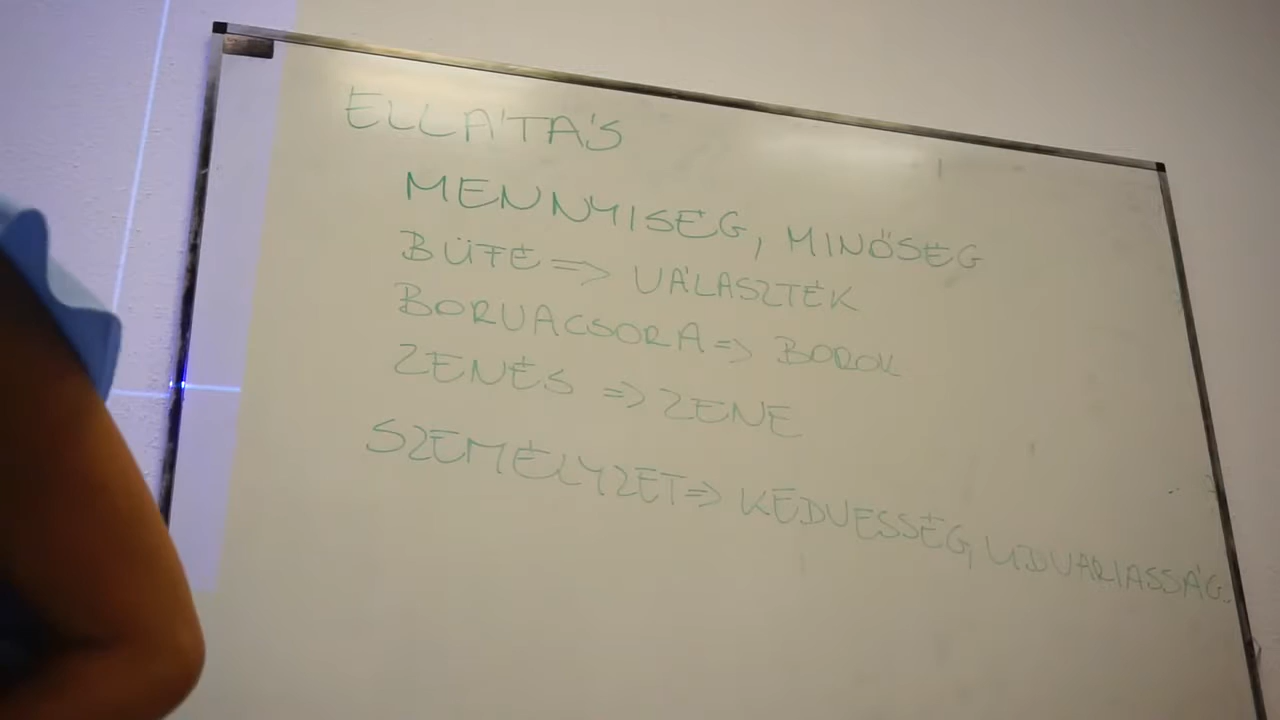 ELLÁTÁS
MENNYISÉG, MINŐSÉG
BÜFÉ => VÁLASZTÉK
BORVACSORA => BOROK
ZENÉS => ZENE
SZEMÉLYZET => KEDVESSÉG, UDVARIASSÁG